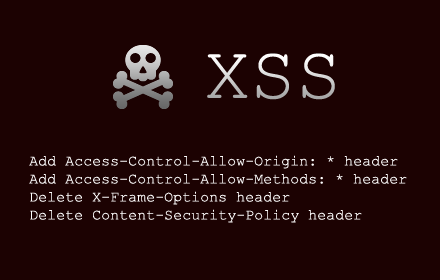 XSS
Add Access-Control-Allow-Origin: * header
Add Access-Control-Allow-Methods: * header
Delete X-Frame-Options header
Delete Content-Security-Policy header